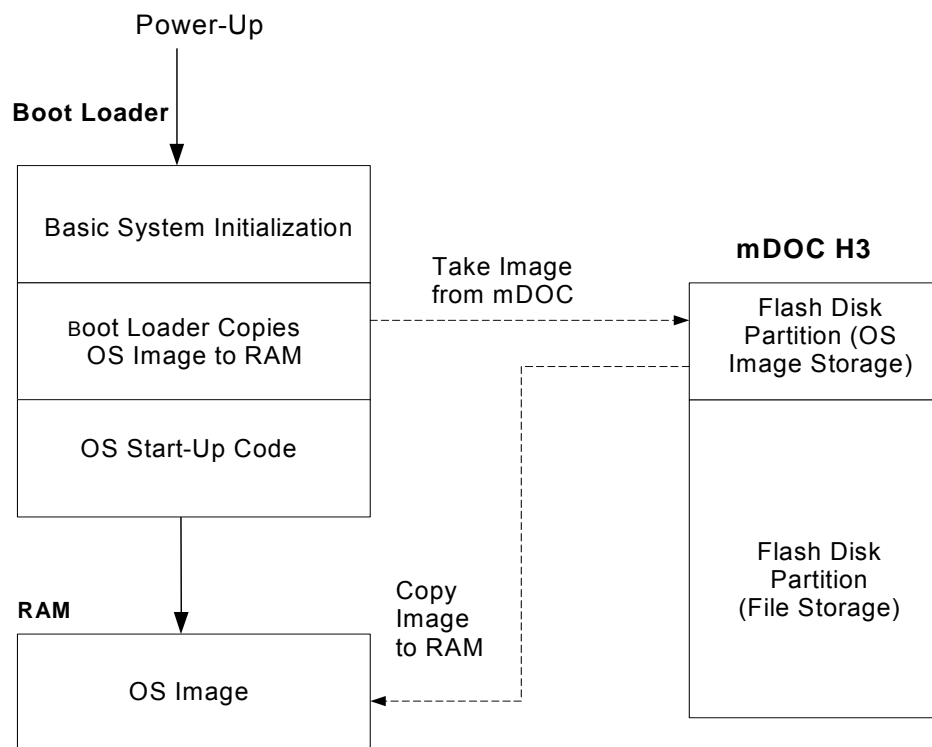 Power-Up
Boot Loader
Basic System Initialization
Boot Loader Copies
OS Image to RAM
OS Start-Up Code
RAM
OS Image
Take Image
from mDOC
Copy
Image
to RAM
mDOC H3
Flash Disk
Partition (OS
Image Storage)
Flash Disk
Partition
(File Storage)